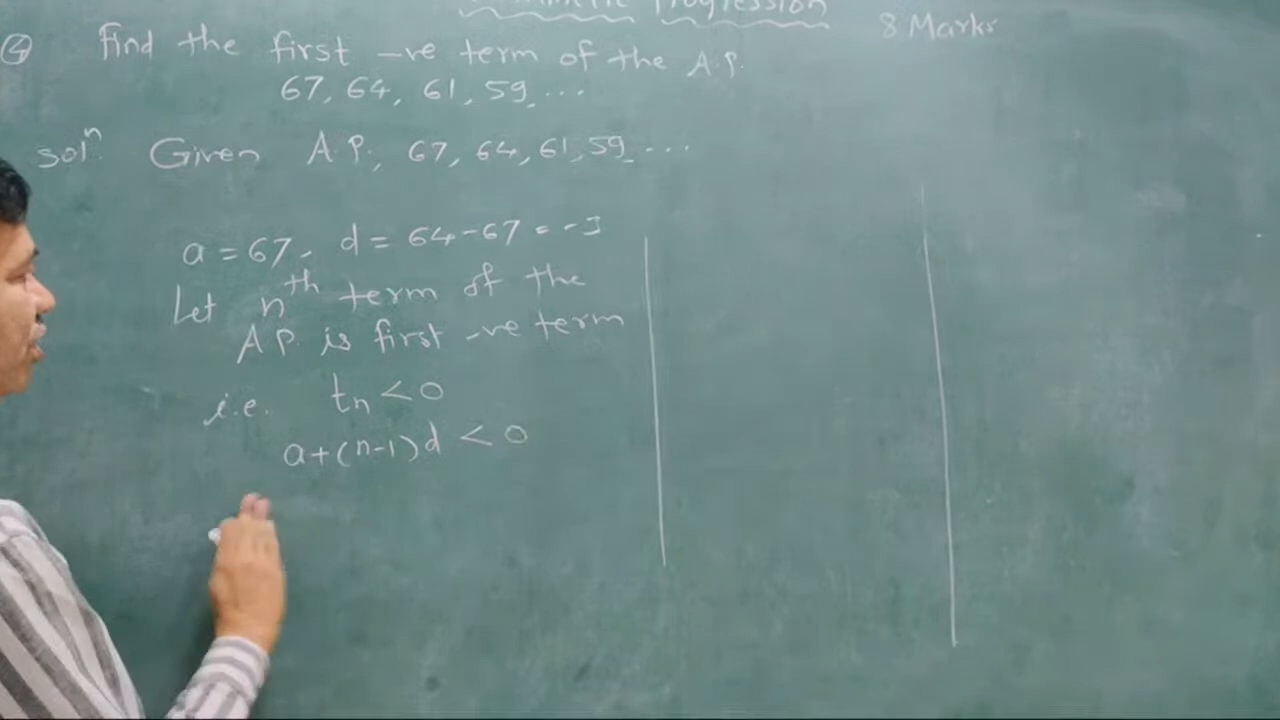 Progression
8 Marks
④ Find the first -ve term of the A.P.
67, 64, 61, 59, ...
solⁿ. Given A.P., 67, 64, 61, 59, ...
a = 67, d = 64-67 = -3
Let nᵗʰ term of the
A.P. is first -ve term
i.e. tₙ < 0
a+(n-1)d < 0